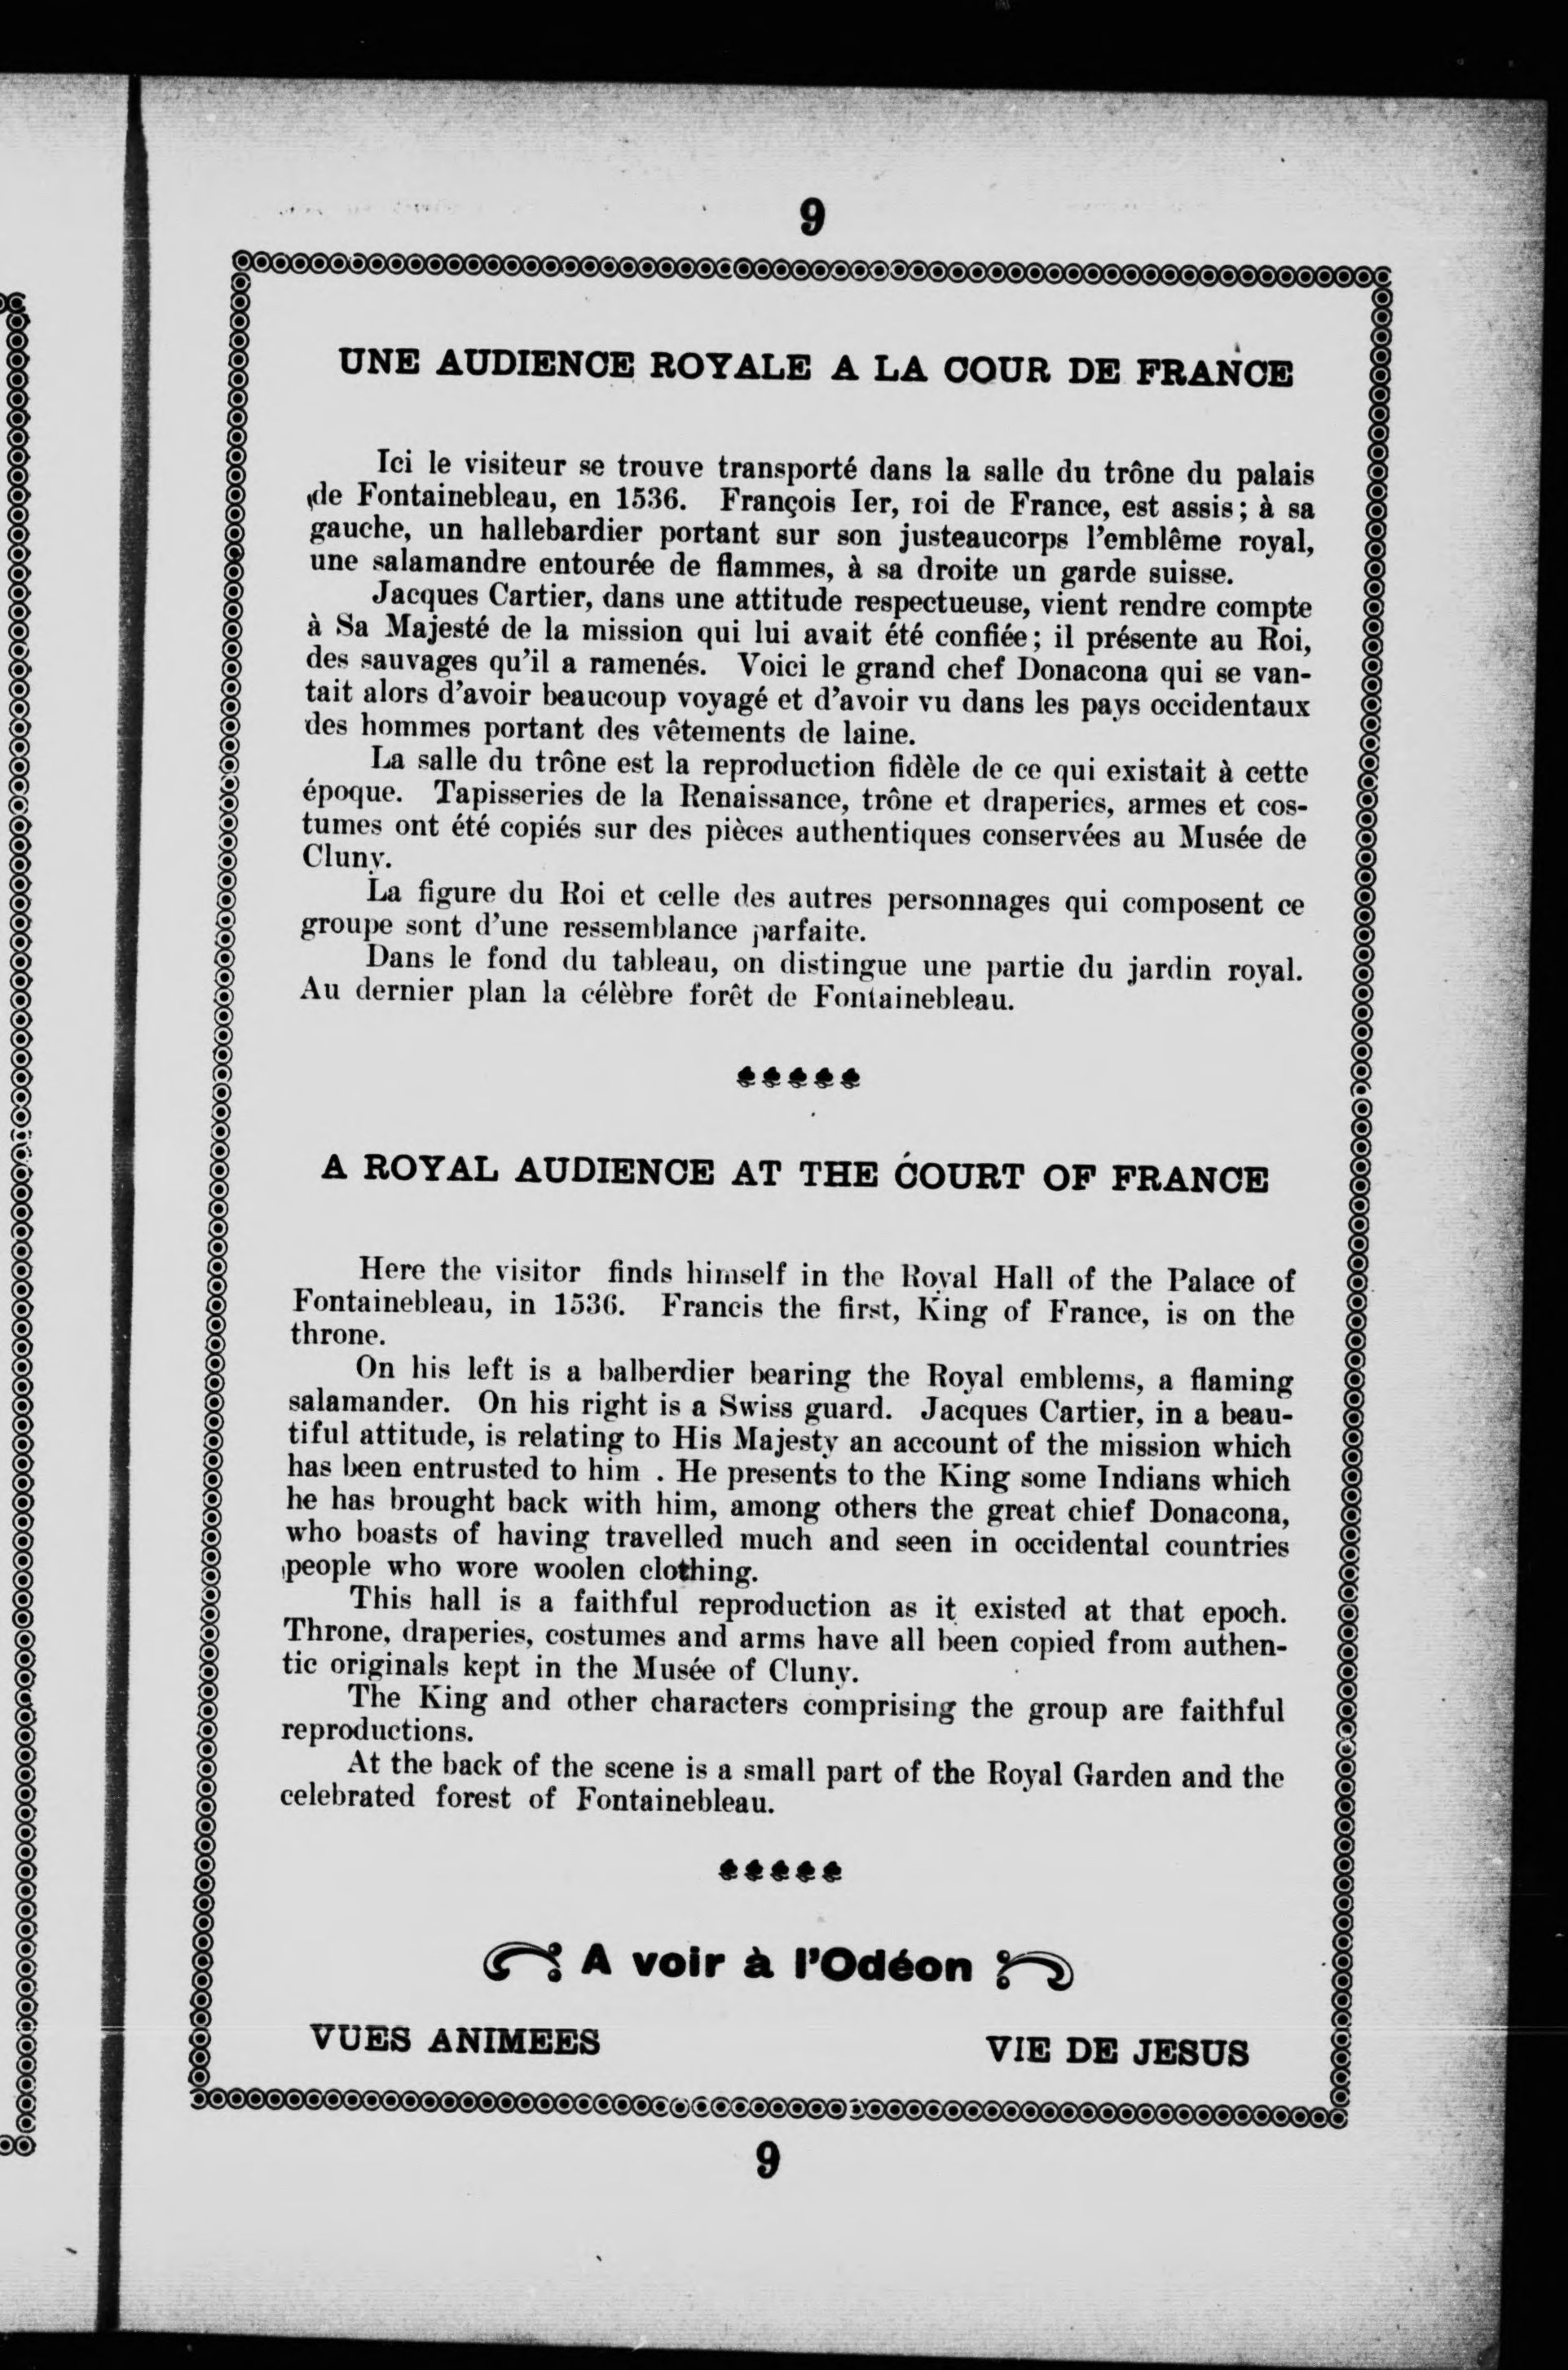 9
UNE AUDIENCE ROYALE A LA COUR DE FRANCE
Ici le visiteur se trouve transporté dans la salle du trône du palais
de Fontainebleau, en 1536. François Ier, roi de France, est assis; à sa
gauche, un hallebardier portant sur son justeaucorps l'emblême royal,
une salamandre entourée de flammes, à sa droite un garde suisse.
Jacques Cartier, dans une attitude respectueuse, vient rendre compte
à Sa Majesté de la mission qui lui avait été confiée; il présente au Roi,
des sauvages qu'il a ramenés. Voici le grand chef Donacona qui se van-
tait alors d'avoir beaucoup voyagé et d'avoir vu dans les pays occidentaux
des hommes portant des vêtements de laine.
La salle du trône est la reproduction fidèle de ce qui existait à cette
époque. Tapisseries de la Renaissance, trône et draperies, armes et cos-
tumes ont été copiés sur des pièces authentiques conservées au Musée de
Cluny.
La figure du Roi et celle des autres personnages qui composent ce
groupe sont d'une ressemblance parfaite.
Dans le fond du tableau, on distingue une partie du jardin royal.
Au dernier plan la célèbre forêt de Fontainebleau.
A ROYAL AUDIENCE AT THE COURT OF FRANCE
Here the visitor finds himself in the Royal Hall of the Palace of
Fontainebleau, in 1536. Francis the first, King of France, is on the
throne.
On his left is a balberdier bearing the Royal emblems, a flaming
salamander. On his right is a Swiss guard. Jacques Cartier, in a beau-
tiful attitude, is relating to His Majesty an account of the mission which
has been entrusted to him . He presents to the King some Indians which
he has brought back with him, among others the great chief Donacona,
who boasts of having travelled much and seen in occidental countries
people who wore woolen clothing.
This hall is a faithful reproduction as it existed at that epoch.
Throne, draperies, costumes and arms have all been copied from authen-
tic originals kept in the Musée of Cluny.
The King and other characters comprising the group are faithful
reproductions.
At the back of the scene is a small part of the Royal Garden and the
celebrated forest of Fontainebleau.
A voir à l'Odéon
VUES ANIMEES VIE DE JESUS
9